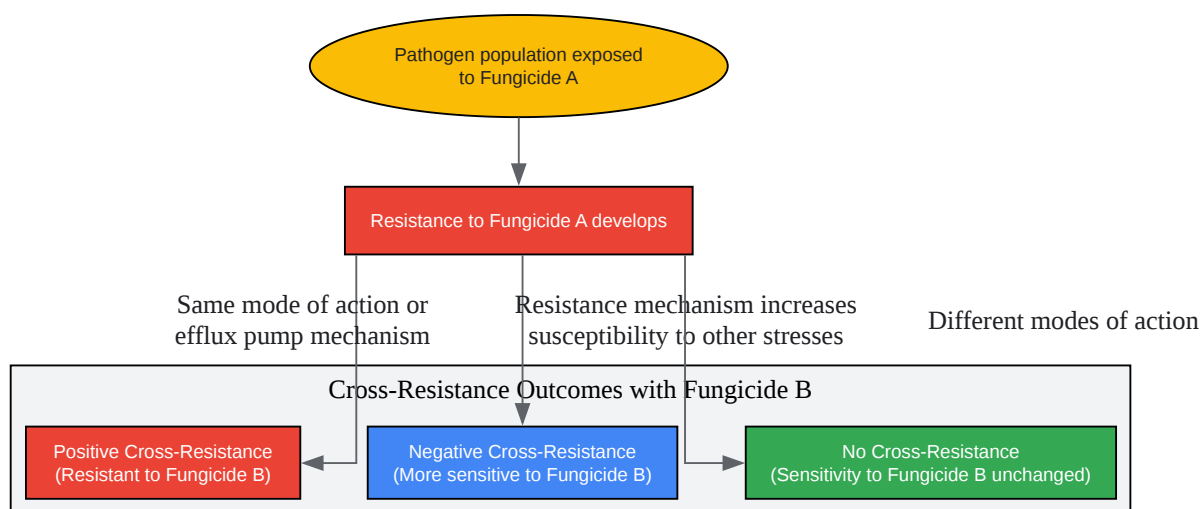 Pathogen population exposed
to Fungicide A
Resistance to Fungicide A develops
Same mode of action or
efflux pump mechanism
Resistance mechanism increases
susceptibility to other stresses
Different modes of action
Cross-Resistance Outcomes with Fungicide B
Positive Cross-Resistance
(Resistant to Fungicide B)
Negative Cross-Resistance
(More sensitive to Fungicide B)
No Cross-Resistance
(Sensitivity to Fungicide B unchanged)